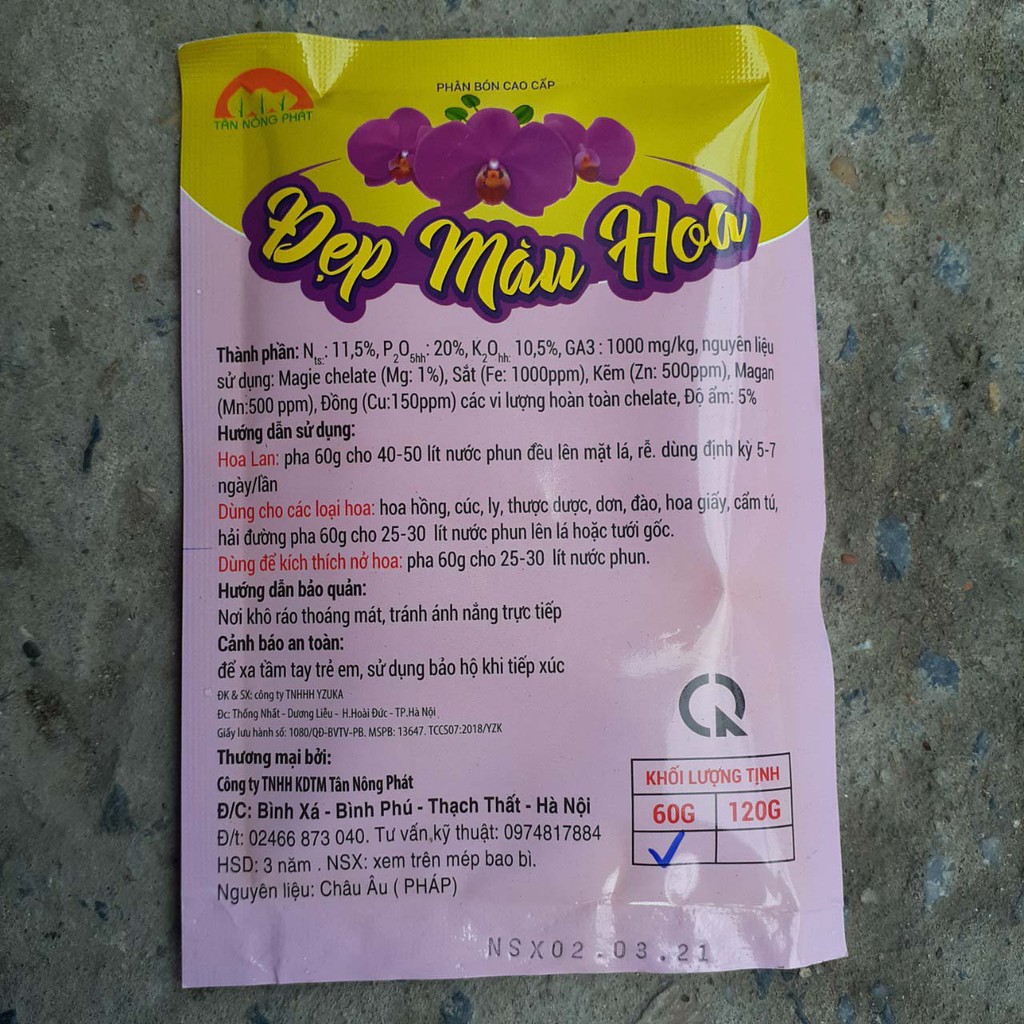 TÂN NÔNG PHÁT
PHÂN BÓN CAO CẤP
Đẹp Màu Hoa
Thành phần: Nts: 11,5%, P2O5hh: 20%, K2Ohh: 10,5%, GA3 : 1000 mg/kg, nguyên liệu
sử dụng: Magie chelate (Mg: 1%), Sắt (Fe: 1000ppm), Kẽm (Zn: 500ppm), Magan
(Mn:500 ppm), Đồng (Cu:150ppm) các vi lượng hoàn toàn chelate, Độ ẩm: 5%
Hướng dẫn sử dụng:
Hoa Lan: pha 60g cho 40-50 lít nước phun đều lên mặt lá, rễ. dùng định kỳ 5-7
ngày/lần
Dùng cho các loại hoa: hoa hồng, cúc, ly, thược dược, dơn, đào, hoa giấy, cẩm tú,
hải đường pha 60g cho 25-30 lít nước phun lên lá hoặc tưới gốc.
Dùng để kích thích nở hoa: pha 60g cho 25-30 lít nước phun.
Hướng dẫn bảo quản:
Nơi khô ráo thoáng mát, tránh ánh nắng trực tiếp
Cảnh báo an toàn:
để xa tầm tay trẻ em, sử dụng bảo hộ khi tiếp xúc
ĐK & SX: công ty TNHHH YZUKA
Đc: Thống Nhất - Dương Liễu - H.Hoài Đức - TP.Hà Nội
Giấy lưu hành số: 1080/QĐ-BVTV-PB. MSPB: 13647. TCCS07:2018/YZK
Thương mại bởi:
Công ty TNHH KDTM Tân Nông Phát
Đ/C: Bình Xá - Bình Phú - Thạch Thất - Hà Nội
Đ/t: 02466 873 040. Tư vấn kỹ thuật: 0974817884
HSD: 3 năm . NSX: xem trên mép bao bì.
Nguyên liệu: Châu Âu ( PHÁP)
KHỐI LƯỢNG TỊNH
60G 120G
NSX02.03.21